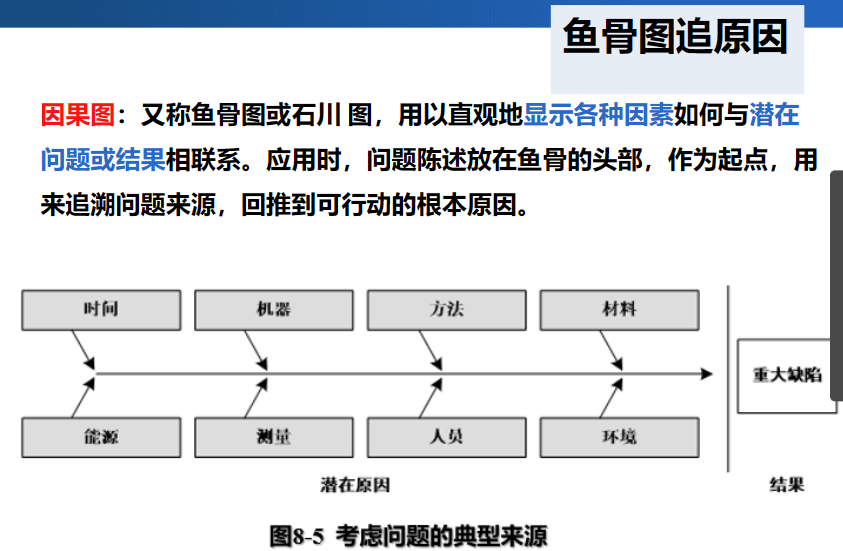 鱼骨图追原因
因果图：又称鱼骨图或石川 图，用以直观地显示各种因素如何与潜在
问题或结果相联系。应用时，问题陈述放在鱼骨的头部，作为起点，用
来追溯问题来源，回推到可行动的根本原因。
时间 机器 方法 材料
重大缺陷
能源 测量 人员 环境
潜在原因 结果
图8-5 考虑问题的典型来源